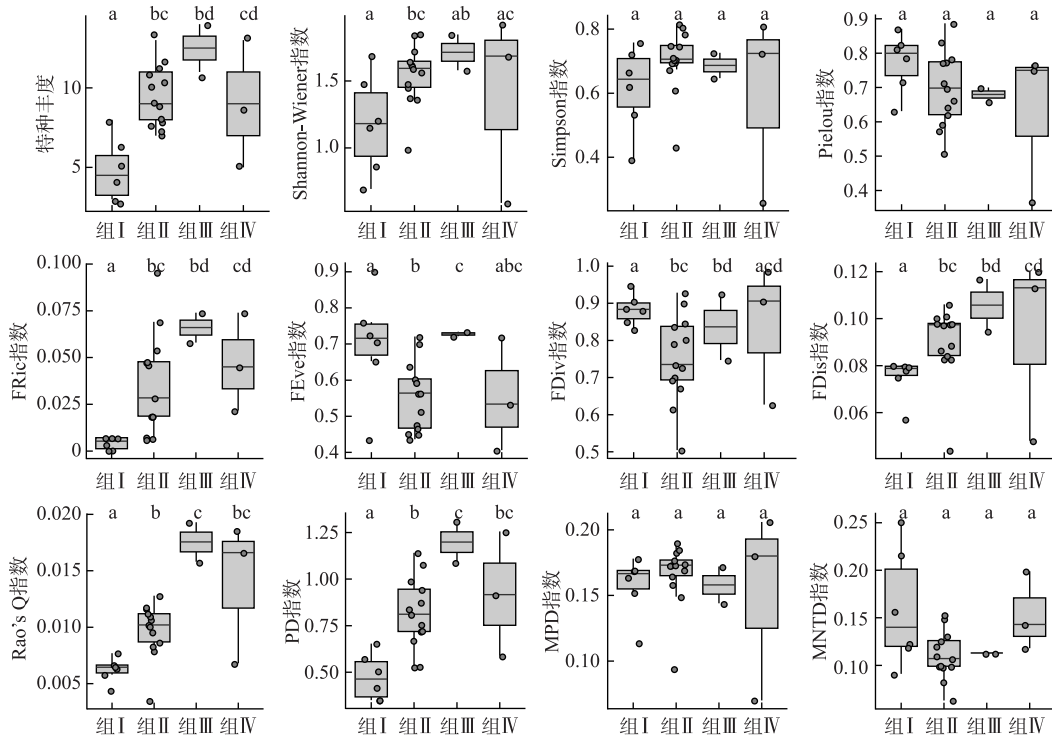 a bc bd cd
特种丰度
10
5
组Ⅰ 组Ⅱ 组Ⅲ 组Ⅳ
a bc ab ac
Shannon-Wiener指数
1.5
1.0
组Ⅰ 组Ⅱ 组Ⅲ 组Ⅳ
a a a a
Simpson指数
0.8
0.6
0.4
组Ⅰ 组Ⅱ 组Ⅲ 组Ⅳ
a a a a
Pielou指数
0.9
0.8
0.7
0.6
0.5
0.4
组Ⅰ 组Ⅱ 组Ⅲ 组Ⅳ
a bc bd cd
FRic指数
0.100
0.075
0.050
0.025
0
组Ⅰ 组Ⅱ 组Ⅲ 组Ⅳ
a b c abc
FEve指数
0.9
0.8
0.7
0.6
0.5
0.4
组Ⅰ 组Ⅱ 组Ⅲ 组Ⅳ
a bc bd acd
FDiv指数
1.0
0.9
0.8
0.7
0.6
0.5
组Ⅰ 组Ⅱ 组Ⅲ 组Ⅳ
a bc bd cd
FDis指数
0.12
0.10
0.08
0.06
组Ⅰ 组Ⅱ 组Ⅲ 组Ⅳ
a b c bc
Rao's Q指数
0.020
0.015
0.010
0.005
组Ⅰ 组Ⅱ 组Ⅲ 组Ⅳ
a b c bc
PD指数
1.25
1.00
0.75
0.50
组Ⅰ 组Ⅱ 组Ⅲ 组Ⅳ
a a a a
MPD指数
0.20
0.15
0.10
组Ⅰ 组Ⅱ 组Ⅲ 组Ⅳ
a a a a
MNTD指数
0.25
0.20
0.15
0.10
组Ⅰ 组Ⅱ 组Ⅲ 组Ⅳ